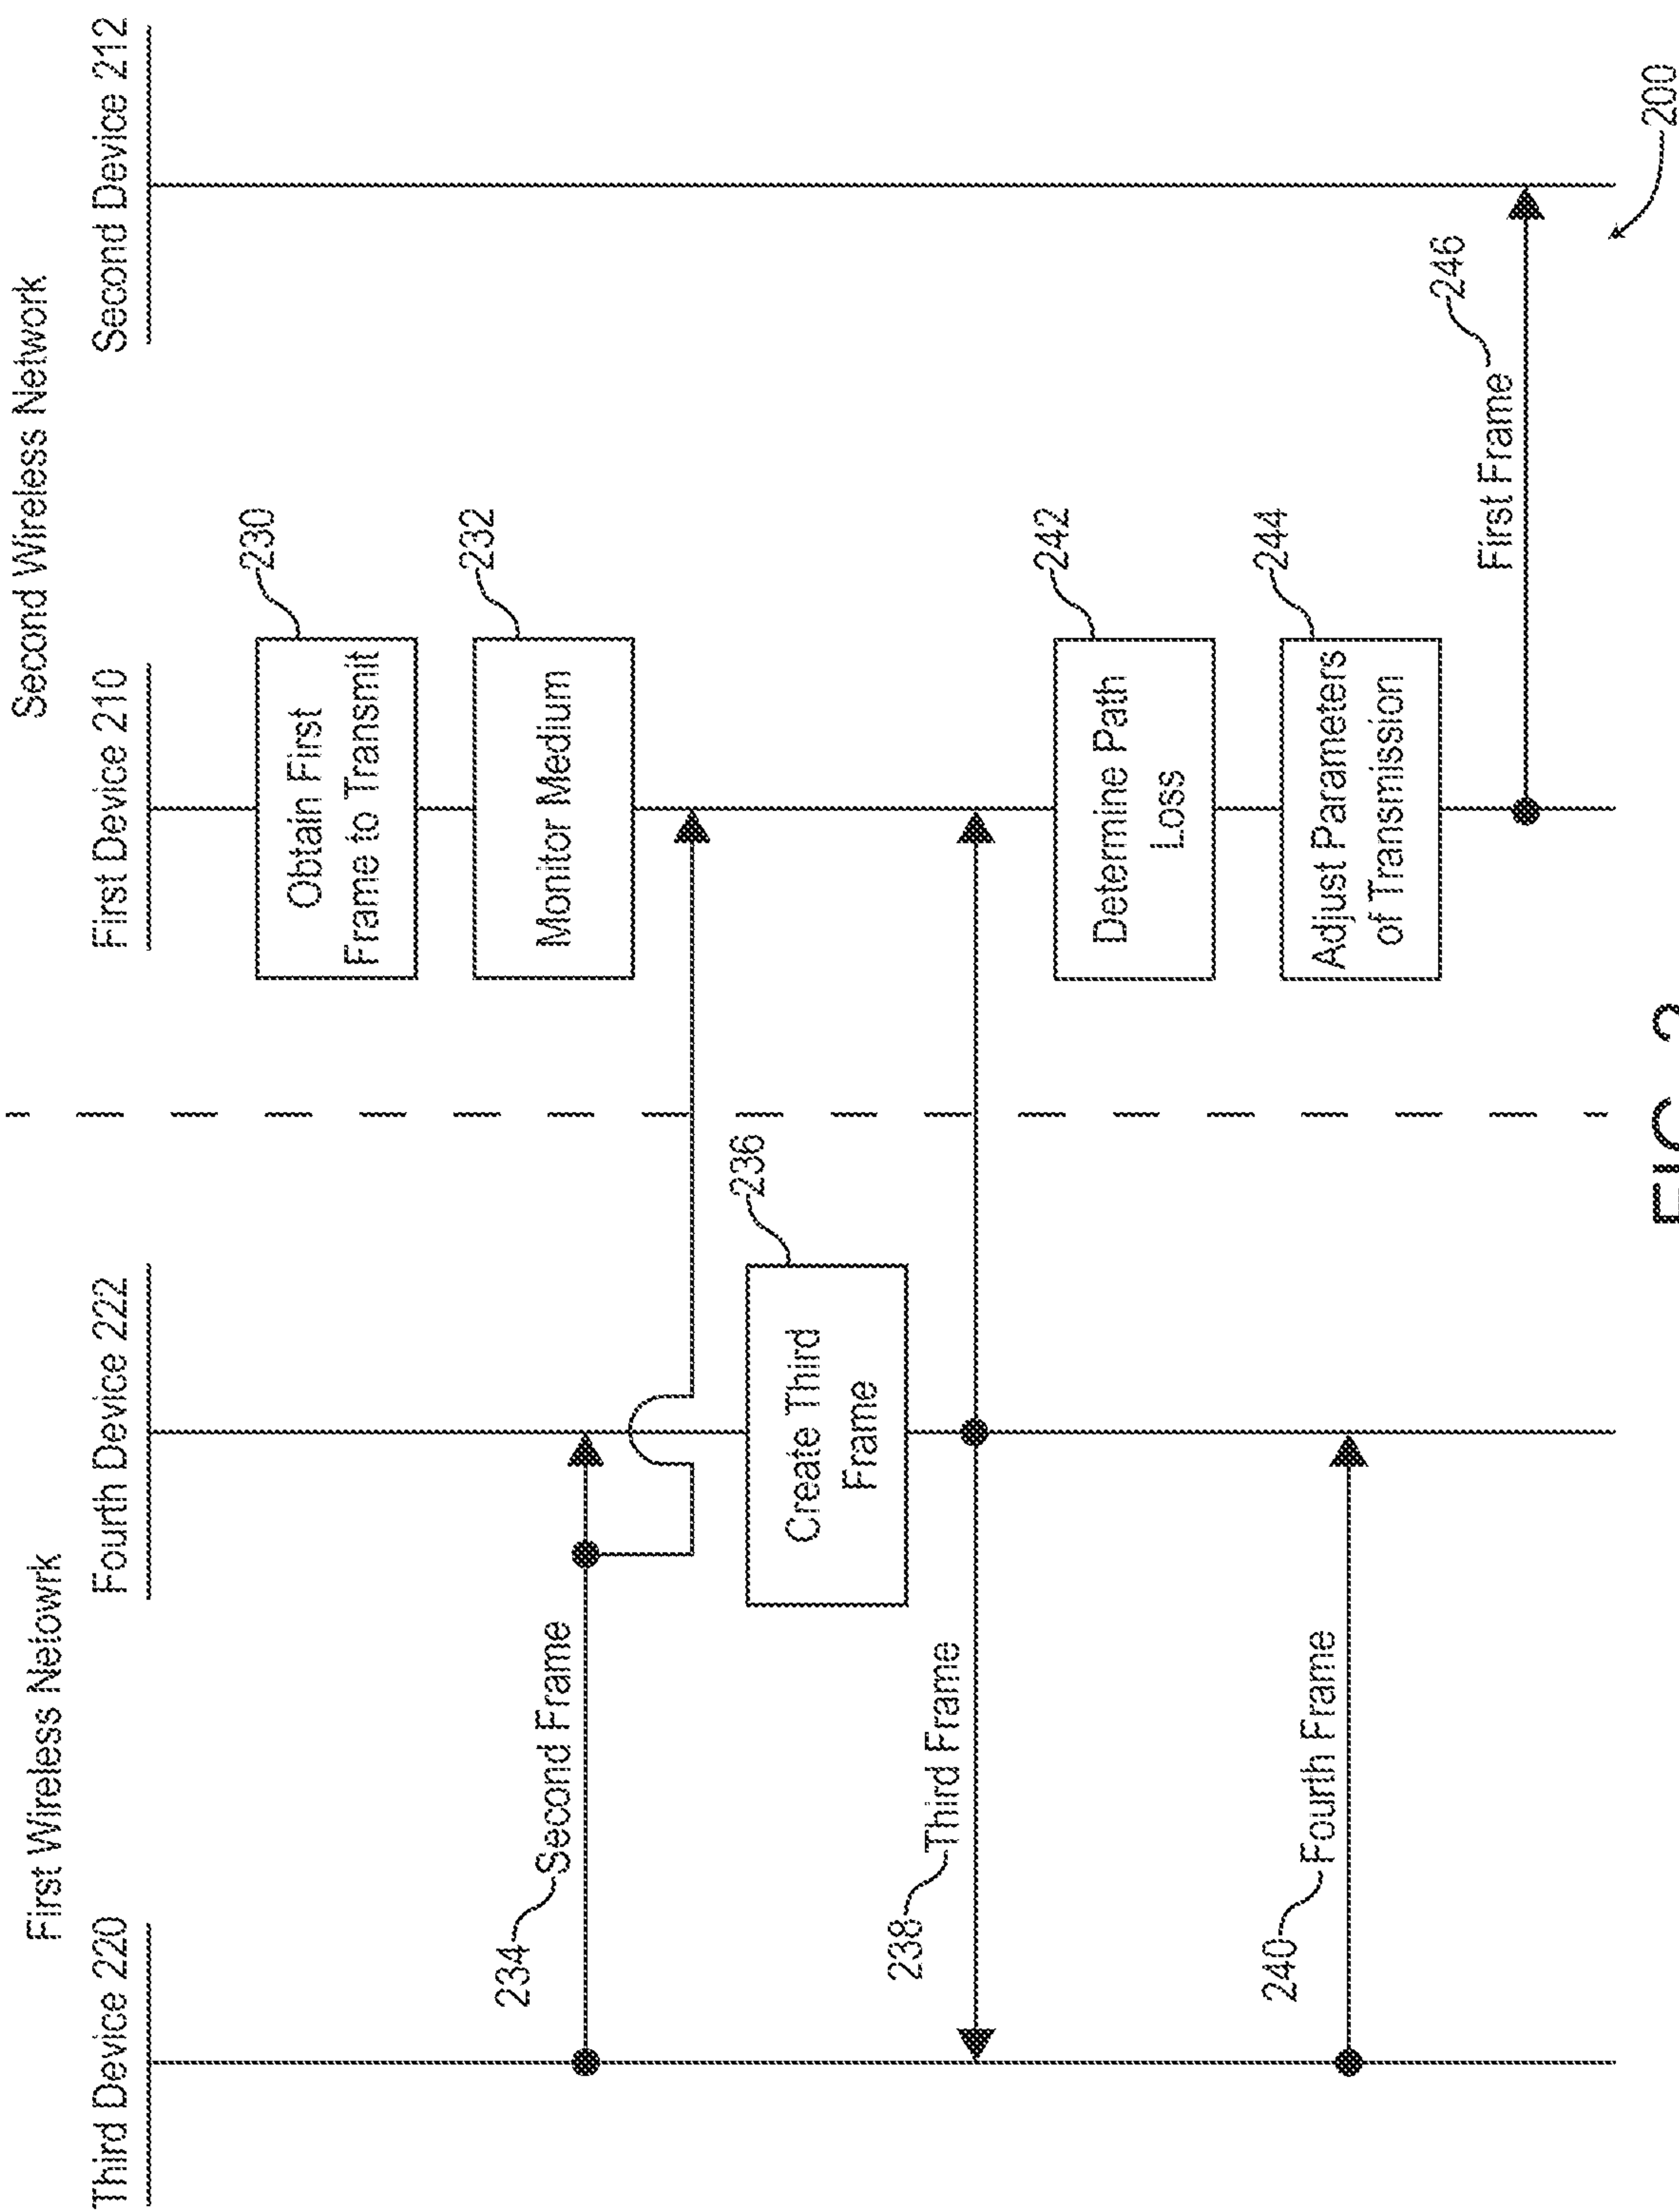 First Wireless Netowrk
Second Wireless Network
Third Device 220
Fourth Device 222
First Device 210
Second Device 212
230
Obtain First
Frame to Transmit
232
Monitor Medium
234
Second Frame
236
Create Third
Frame
238
Third Frame
242
Determine Path
Loss
240
Fourth Frame
244
Adjust Parameters
of Transmission
246
First Frame
200